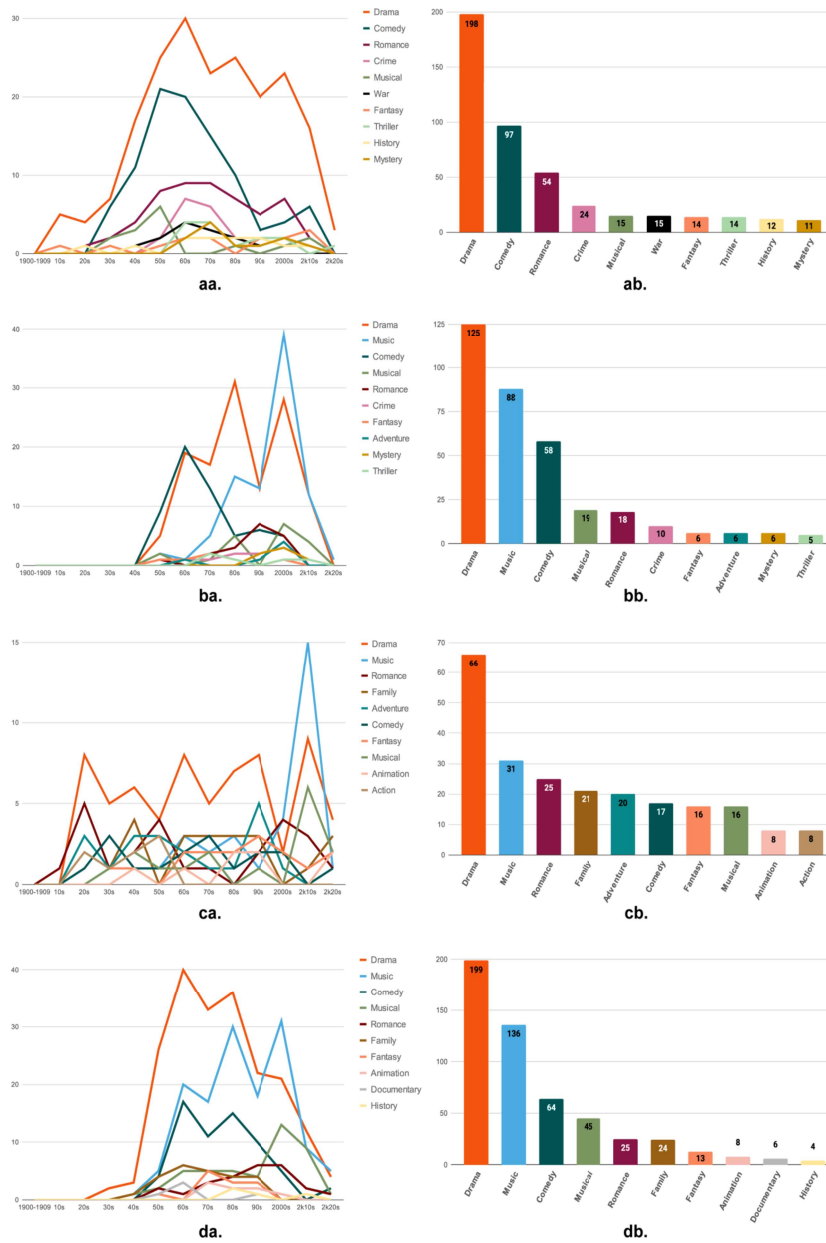 30
20
10
0
1900-1909 10s 20s 30s 40s 50s 60s 70s 80s 90s 2000s 2k10s 2k20s
Drama
Comedy
Romance
Crime
Musical
War
Fantasy
Thriller
History
Mystery
aa.
200
150
100
50
0
198 97 54 24 15 15 14 14 12 11
Drama Comedy Romance Crime Musical War Fantasy Thriller History Mystery
ab.
40
30
20
10
0
1900-1909 10s 20s 30s 40s 50s 60s 70s 80s 90s 2000s 2k10s 2k20s
Drama
Music
Comedy
Musical
Romance
Crime
Fantasy
Adventure
Mystery
Thriller
ba.
125
100
75
50
25
0
125 88 58 19 18 10 6 6 6 5
Drama Music Comedy Musical Romance Crime Fantasy Adventure Mystery Thriller
bb.
15
10
5
0
1900-1909 10s 20s 30s 40s 50s 60s 70s 80s 90s 2000s 2k10s 2k20s
Drama
Music
Romance
Family
Adventure
Comedy
Fantasy
Musical
Animation
Action
ca.
70
60
50
40
30
20
10
0
66 31 25 21 20 17 16 16 8 8
Drama Music Romance Family Adventure Comedy Fantasy Musical Animation Action
cb.
40
30
20
10
0
1900-1909 10s 20s 30s 40s 50s 60s 70s 80s 90s 2000s 2k10s 2k20s
Drama
Music
Comedy
Musical
Romance
Family
Fantasy
Animation
Documentary
History
da.
200
150
100
50
0
199 136 64 45 25 24 13 8 6 4
Drama Music Comedy Musical Romance Family Fantasy Animation Documentary History
db.